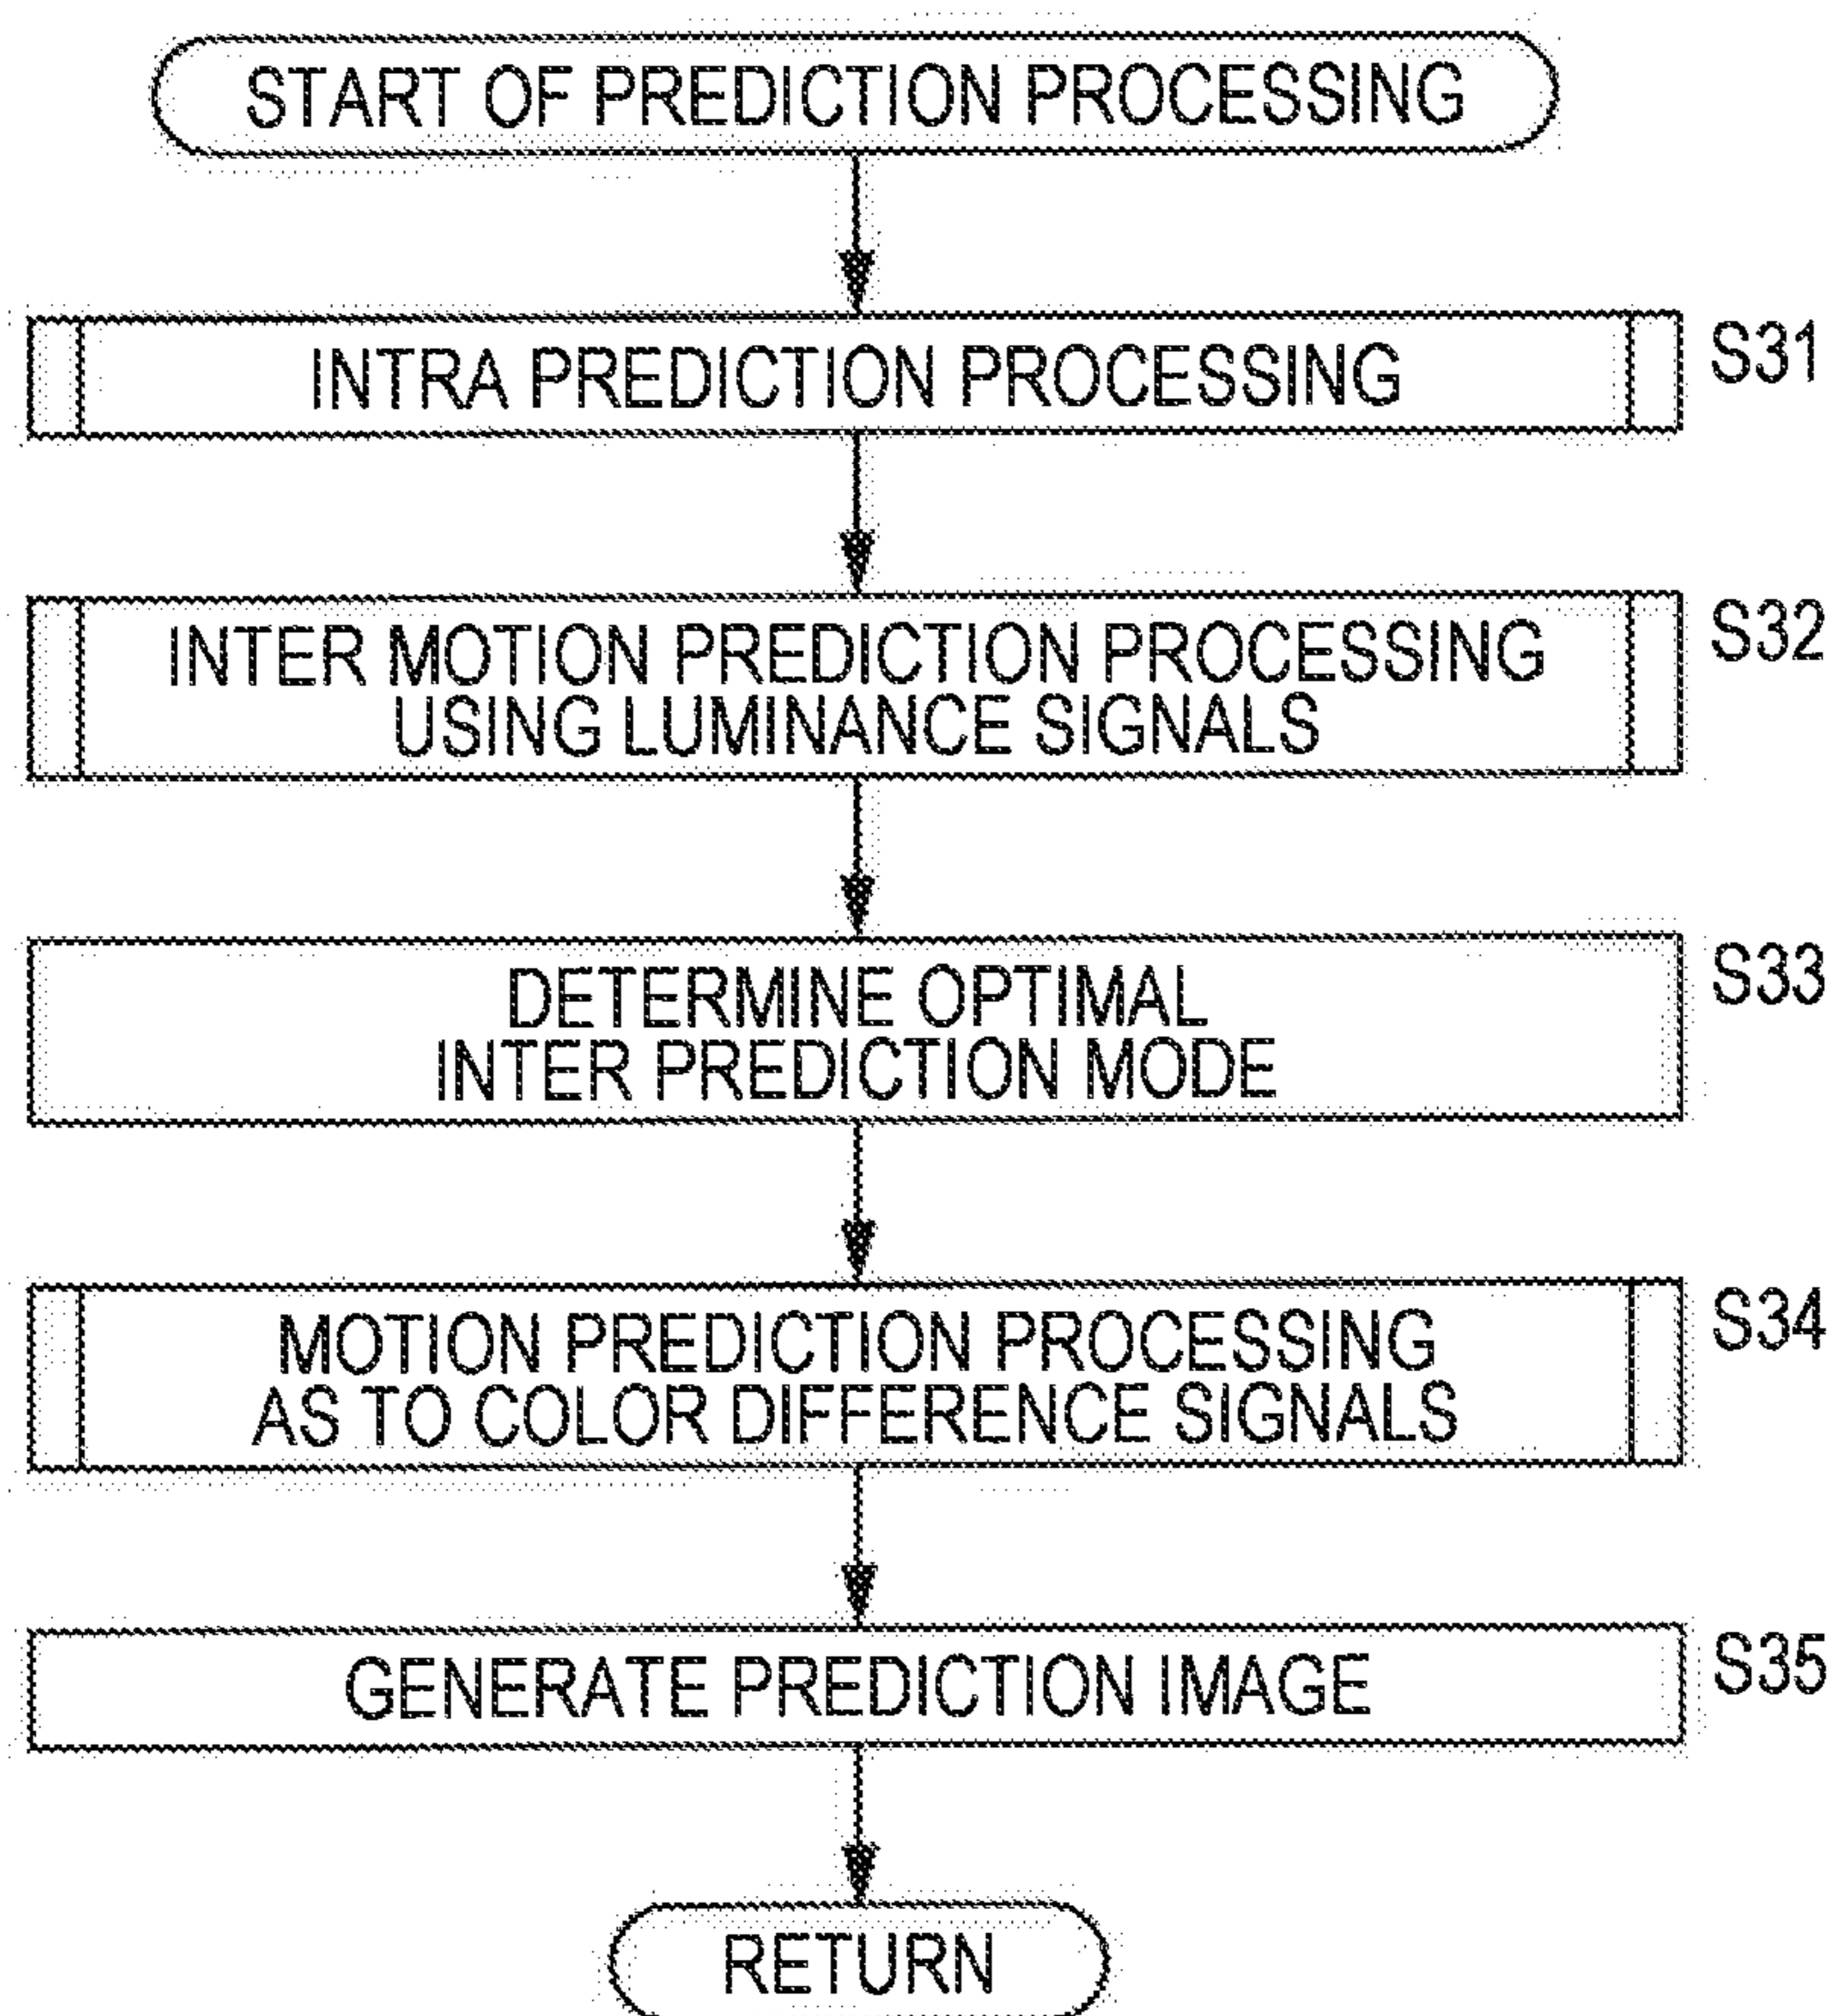 START OF PREDICTION PROCESSING
INTRA PREDICTION PROCESSING
S31
INTER MOTION PREDICTION PROCESSING
USING LUMINANCE SIGNALS
S32
DETERMINE OPTIMAL
INTER PREDICTION MODE
S33
MOTION PREDICTION PROCESSING
AS TO COLOR DIFFERENCE SIGNALS
S34
GENERATE PREDICTION IMAGE
S35
RETURN